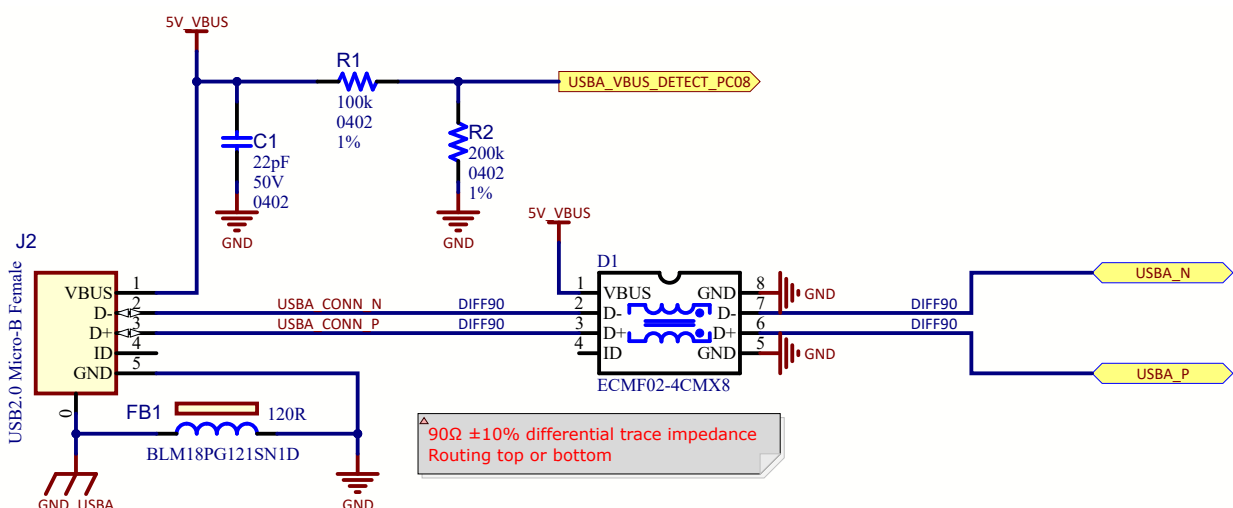 5V_VBUS
R1
100k
0402
1%
USBA_VBUS_DETECT_PC08
C1
22pF
50V
0402
GND
R2
200k
0402
1%
GND
J2
USB2.0 Micro-B Female
VBUS 1
D- 2
D+ 3
ID 4
GND 5
0
USBA_CONN_N DIFF90
USBA_CONN_P DIFF90
5V_VBUS
D1
1 VBUS GND 8 GND
2 D- D- 7
3 D+ D+ 6
4 ID GND 5 GND
ECMF02-4CMX8
DIFF90 USBA_N
DIFF90 USBA_P
FB1 120R
BLM18PG121SN1D
GND_USBA
GND
90Ω ±10% differential trace impedance
Routing top or bottom